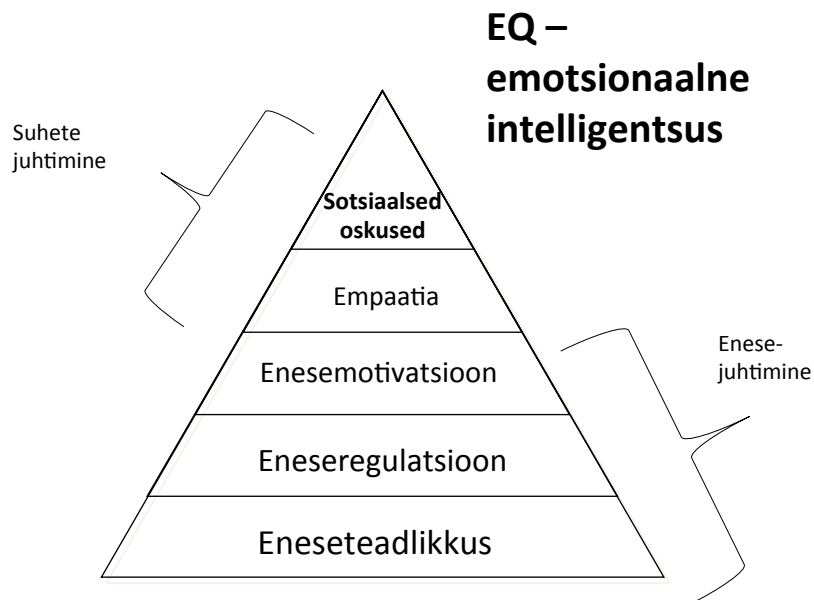 EQ –
emotsionaalne
intelligentsus
Suhete
juhtimine
Sotsiaalsed
oskused
Empaatia
Enesemotivatsioon
Enese-
juhtimine
Eneseregulatsioon
Eneseteadlikkus